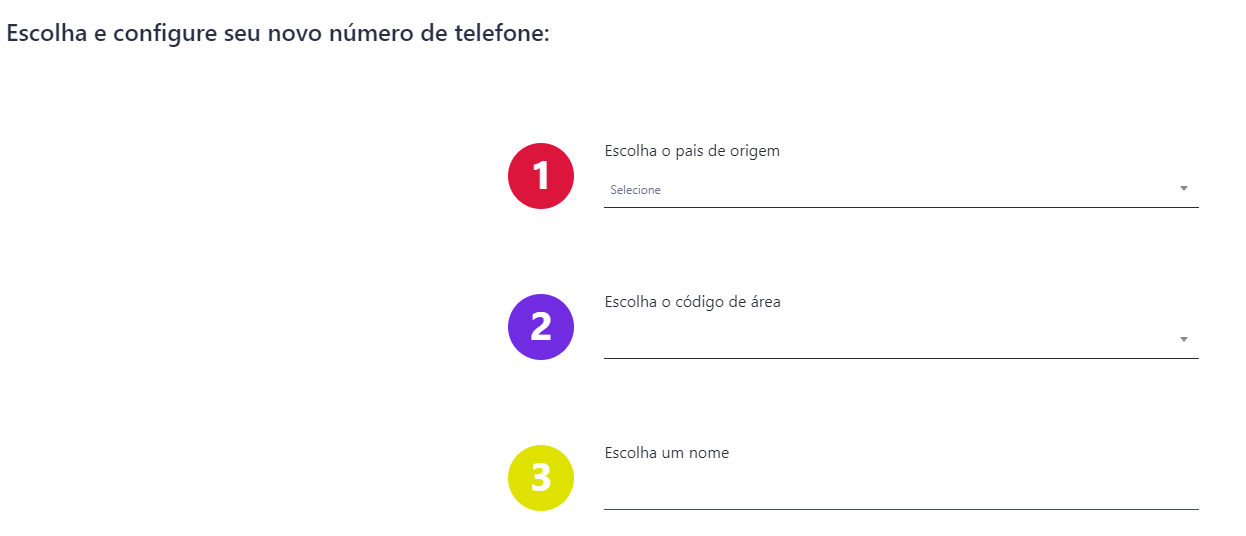 Escolha e configure seu novo número de telefone:
1
Escolha o pais de origem
Selecione
2
Escolha o código de área
3
Escolha um nome